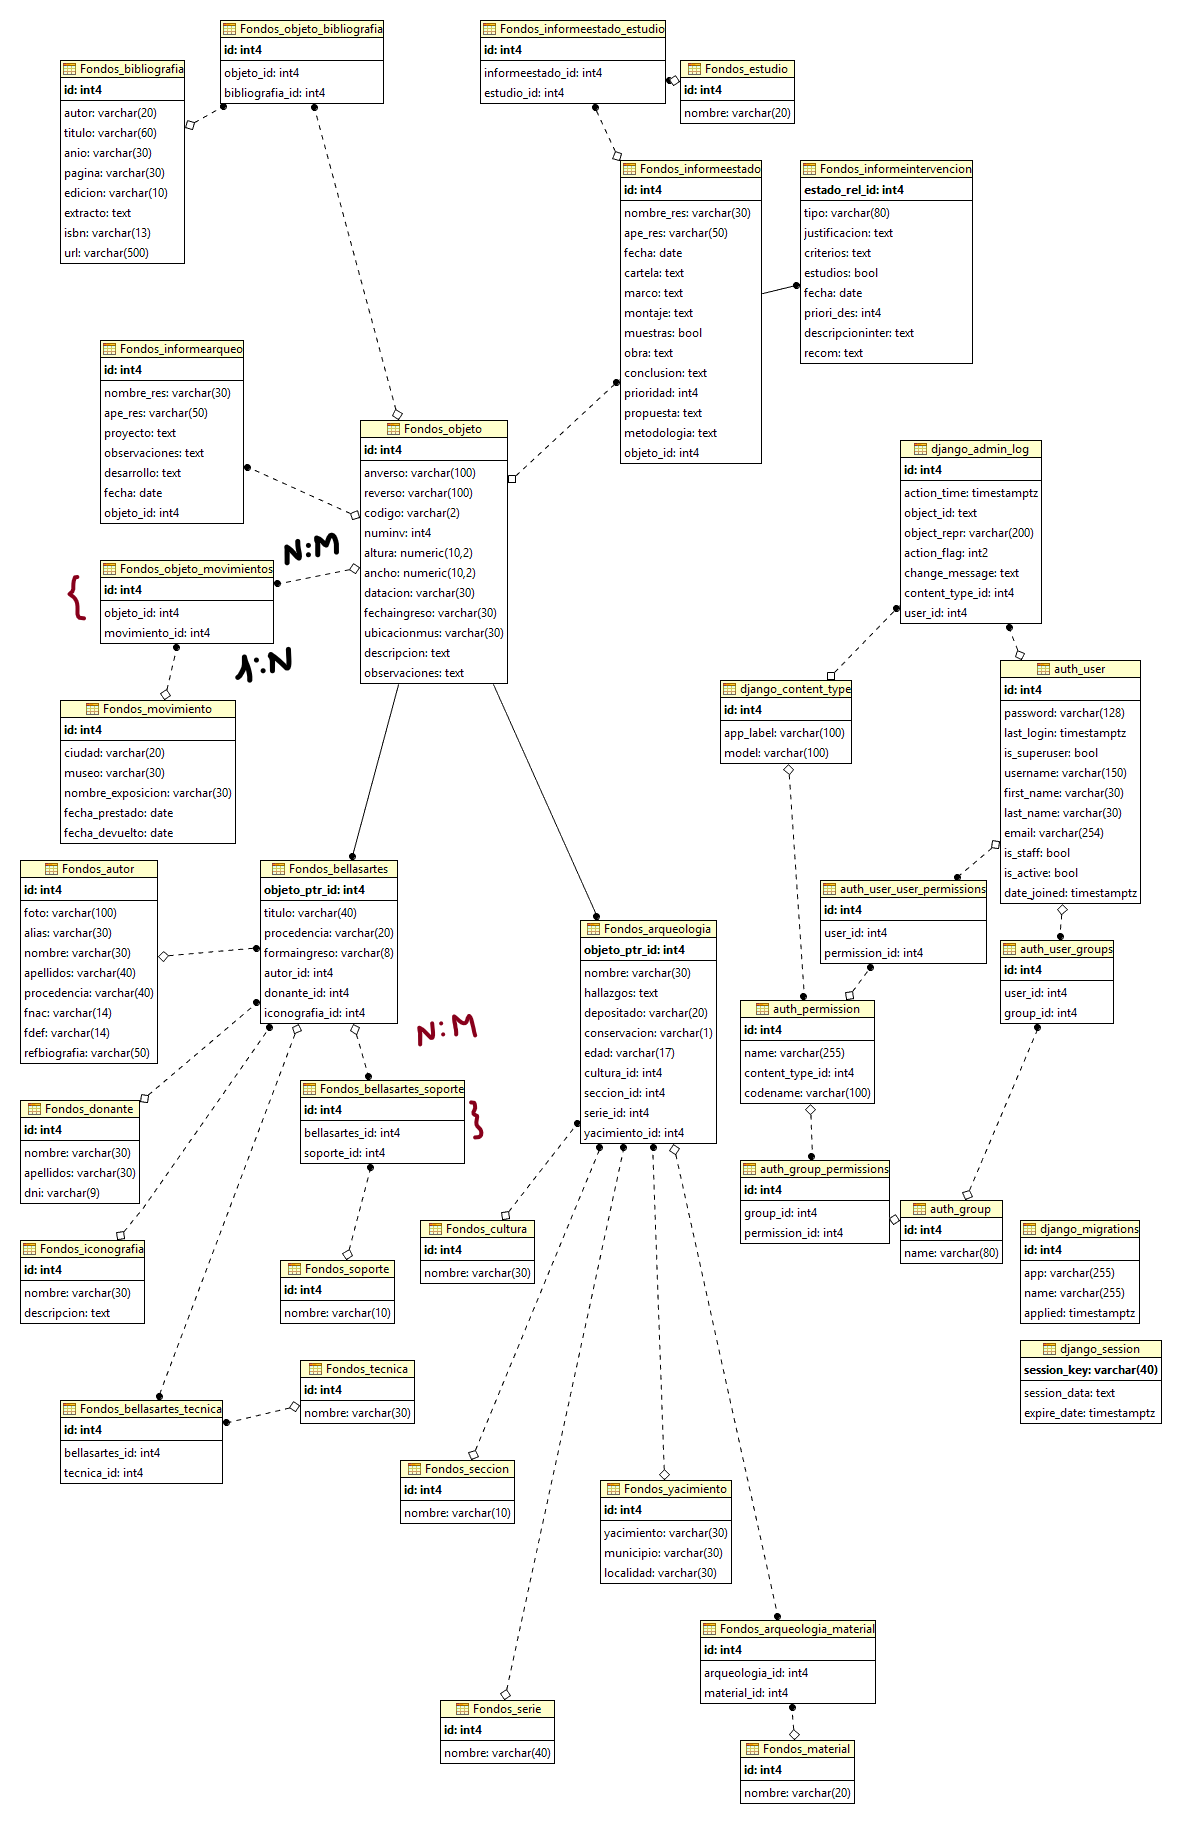 Fondos_objeto_bibliografia
id: int4
objeto_id: int4
bibliografia_id: int4
Fondos_informeestado_estudio
id: int4
informeestado_id: int4
estudio_id: int4
Fondos_bibliografia
id: int4
autor: varchar(20)
titulo: varchar(60)
anio: varchar(30)
pagina: varchar(30)
edicion: varchar(10)
extracto: text
isbn: varchar(13)
url: varchar(500)
Fondos_estudio
id: int4
nombre: varchar(20)
Fondos_informeestado
id: int4
nombre_res: varchar(30)
ape_res: varchar(50)
fecha: date
cartela: text
marco: text
montaje: text
muestras: bool
obra: text
conclusion: text
prioridad: int4
propuesta: text
metodologia: text
objeto_id: int4
Fondos_informeintervencion
estado_rel_id: int4
tipo: varchar(80)
justificacion: text
criterios: text
estudios: bool
fecha: date
priori_des: int4
descripcioninter: text
recom: text
Fondos_informearqueo
id: int4
nombre_res: varchar(30)
ape_res: varchar(50)
proyecto: text
observaciones: text
desarrollo: text
fecha: date
objeto_id: int4
Fondos_objeto
id: int4
anverso: varchar(100)
reverso: varchar(100)
codigo: varchar(2)
numinv: int4
altura: numeric(10,2)
ancho: numeric(10,2)
datacion: varchar(30)
fechaingreso: varchar(30)
ubicacionmus: varchar(30)
descripcion: text
observaciones: text
django_admin_log
id: int4
action_time: timestamptz
object_id: text
object_repr: varchar(200)
action_flag: int2
change_message: text
content_type_id: int4
user_id: int4
N:M
Fondos_objeto_movimientos
id: int4
objeto_id: int4
movimiento_id: int4
{
1:N
Fondos_movimiento
id: int4
ciudad: varchar(20)
museo: varchar(30)
nombre_exposicion: varchar(30)
fecha_prestado: date
fecha_devuelto: date
django_content_type
id: int4
app_label: varchar(100)
model: varchar(100)
auth_user
id: int4
password: varchar(128)
last_login: timestamptz
is_superuser: bool
username: varchar(150)
first_name: varchar(30)
last_name: varchar(30)
email: varchar(254)
is_staff: bool
is_active: bool
date_joined: timestamptz
Fondos_autor
id: int4
foto: varchar(100)
alias: varchar(30)
nombre: varchar(30)
apellidos: varchar(40)
procedencia: varchar(40)
fnac: varchar(14)
fdef: varchar(14)
refbiografia: varchar(50)
Fondos_bellasartes
objeto_ptr_id: int4
titulo: varchar(40)
procedencia: varchar(20)
formaingreso: varchar(8)
autor_id: int4
donante_id: int4
iconografia_id: int4
Fondos_arqueologia
objeto_ptr_id: int4
nombre: varchar(30)
hallazgos: text
depositado: varchar(20)
conservacion: varchar(1)
edad: varchar(17)
cultura_id: int4
seccion_id: int4
serie_id: int4
yacimiento_id: int4
auth_user_user_permissions
id: int4
user_id: int4
permission_id: int4
auth_user_groups
id: int4
user_id: int4
group_id: int4
auth_permission
id: int4
name: varchar(255)
content_type_id: int4
codename: varchar(100)
N:M
Fondos_bellasartes_soporte
id: int4
bellasartes_id: int4
soporte_id: int4
}
Fondos_donante
id: int4
nombre: varchar(30)
apellidos: varchar(30)
dni: varchar(9)
auth_group_permissions
id: int4
group_id: int4
permission_id: int4
auth_group
id: int4
name: varchar(80)
django_migrations
id: int4
app: varchar(255)
name: varchar(255)
applied: timestamptz
Fondos_cultura
id: int4
nombre: varchar(30)
Fondos_iconografia
id: int4
nombre: varchar(30)
descripcion: text
Fondos_soporte
id: int4
nombre: varchar(10)
django_session
session_key: varchar(40)
session_data: text
expire_date: timestamptz
Fondos_tecnica
id: int4
nombre: varchar(30)
Fondos_bellasartes_tecnica
id: int4
bellasartes_id: int4
tecnica_id: int4
Fondos_seccion
id: int4
nombre: varchar(10)
Fondos_yacimiento
id: int4
yacimiento: varchar(30)
municipio: varchar(30)
localidad: varchar(30)
Fondos_arqueologia_material
id: int4
arqueologia_id: int4
material_id: int4
Fondos_serie
id: int4
nombre: varchar(40)
Fondos_material
id: int4
nombre: varchar(20)